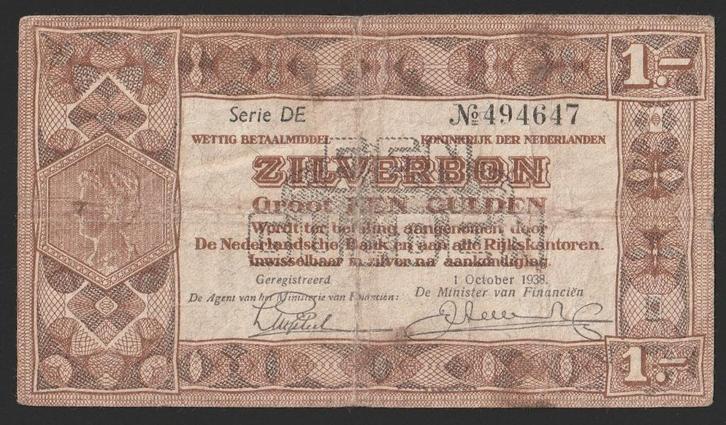 1.-
Serie DE № 494647
WETTIG BETAALMIDDEL KONINKRIJK DER NEDERLANDEN
ZILVERBON
Groot EEN GULDEN
Wordt ter betaling aangenomen door
De Nederlandsche Bank en aan alle Rijkskantoren.
Inwisselbaar in zilver na aankondiging.
Geregistreerd 1 October 1938.
De Agent van het Ministerie van Financiën: De Minister van Financiën
1.-